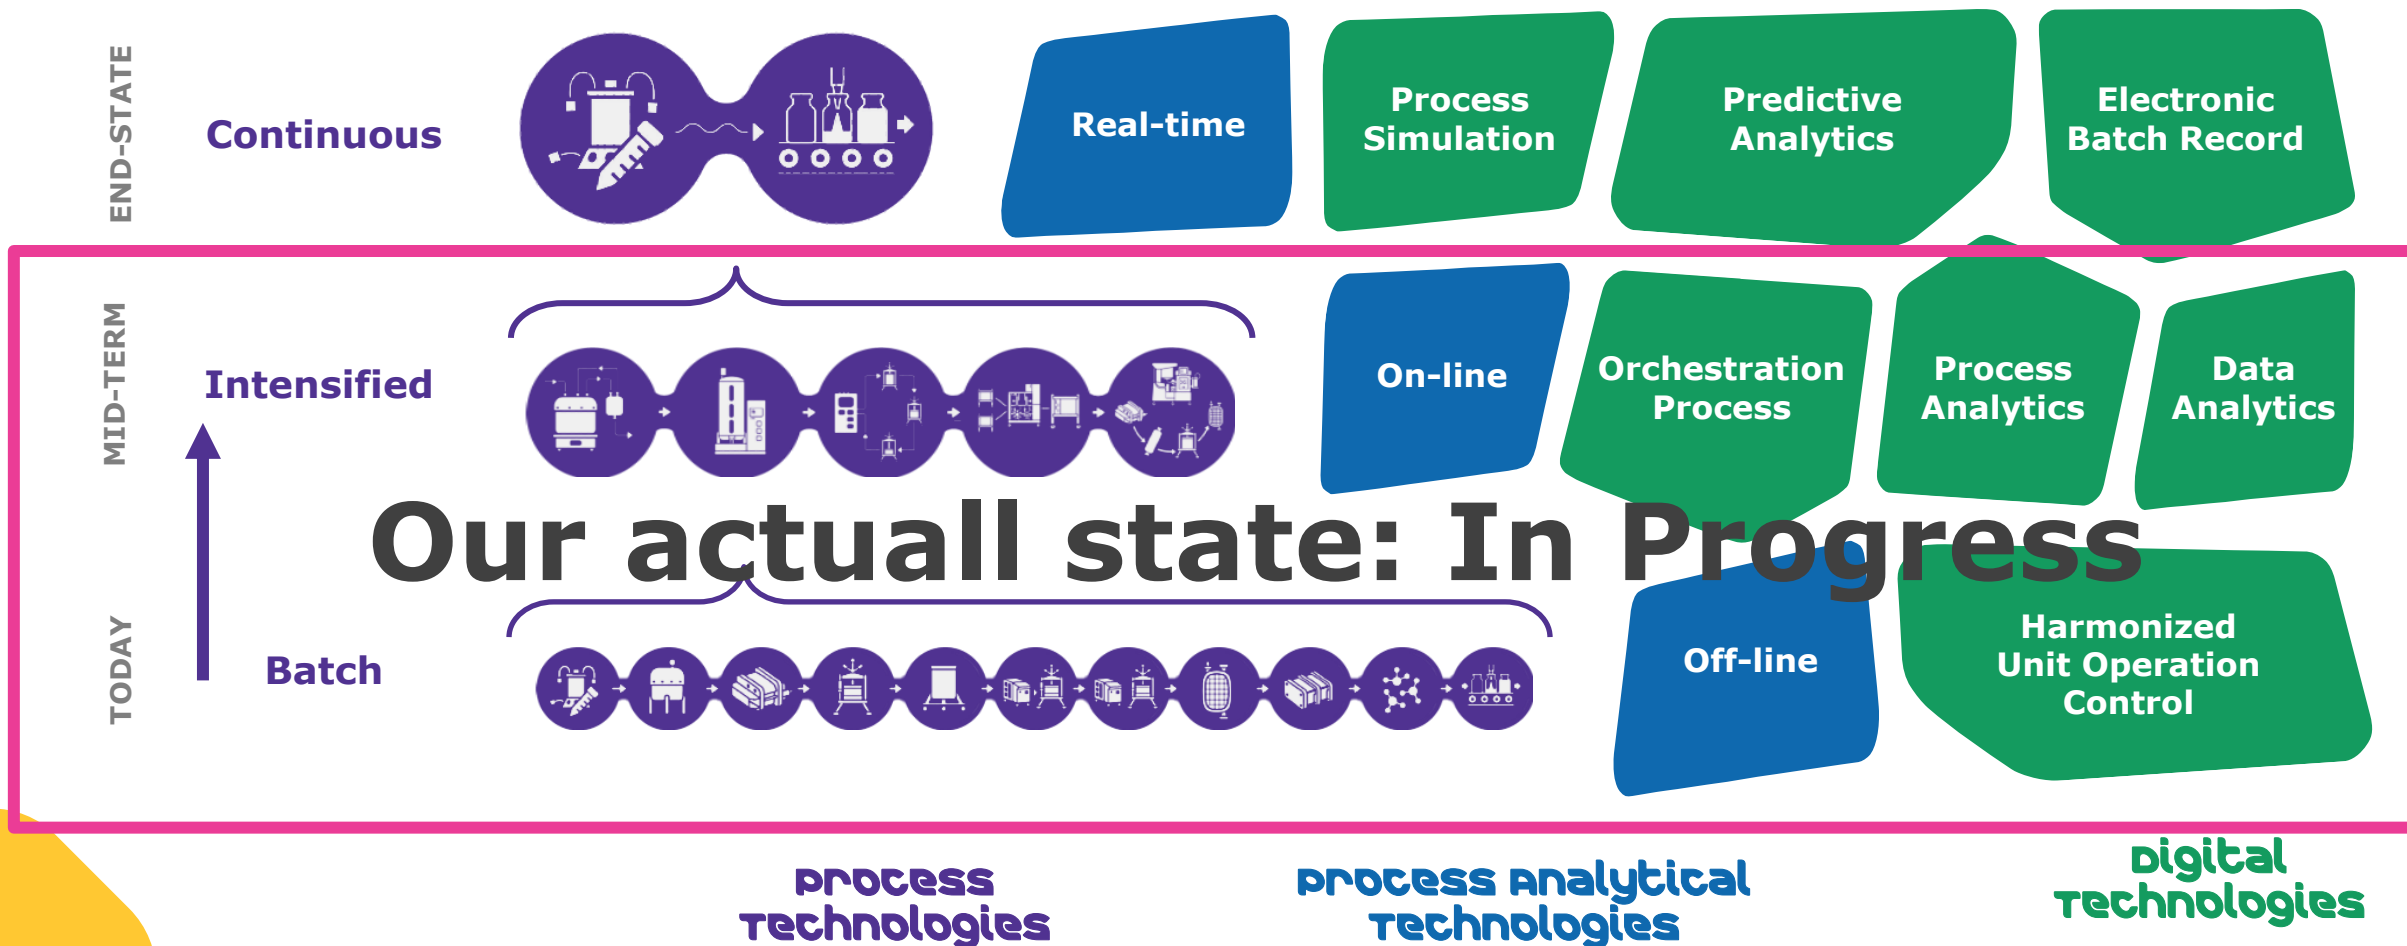 END-STATE
Continuous
Real-time
Process
Simulation
Predictive
Analytics
Electronic
Batch Record
MID-TERM
Intensified
On-line
Orchestration
Process
Process
Analytics
Data
Analytics
Our actuall state: In Progress
TODAY
Batch
Off-line
Harmonized
Unit Operation
Control
Process
Technologies
Process Analytical
Technologies
Digital
Technologies